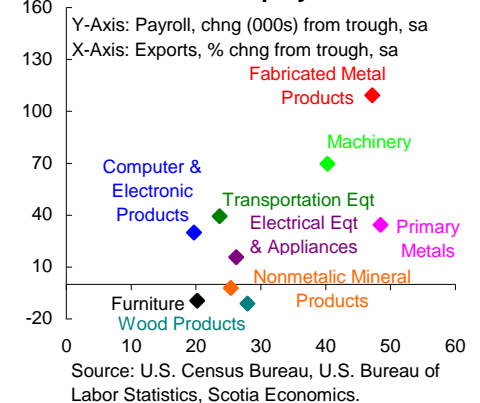 160
Y-Axis: Payroll, chng (000s) from trough, sa
X-Axis: Exports, % chng from trough, sa
Fabricated Metal
Products
130
100
Machinery
70
Computer &
Electronic
Products
Transportation Eqt
40
Electrical Eqt
& Appliances
Primary
Metals
10
Nonmetalic Mineral
Products
Furniture
Wood Products
-20
0 10 20 30 40 50 60
Source: U.S. Census Bureau, U.S. Bureau of
Labor Statistics, Scotia Economics.